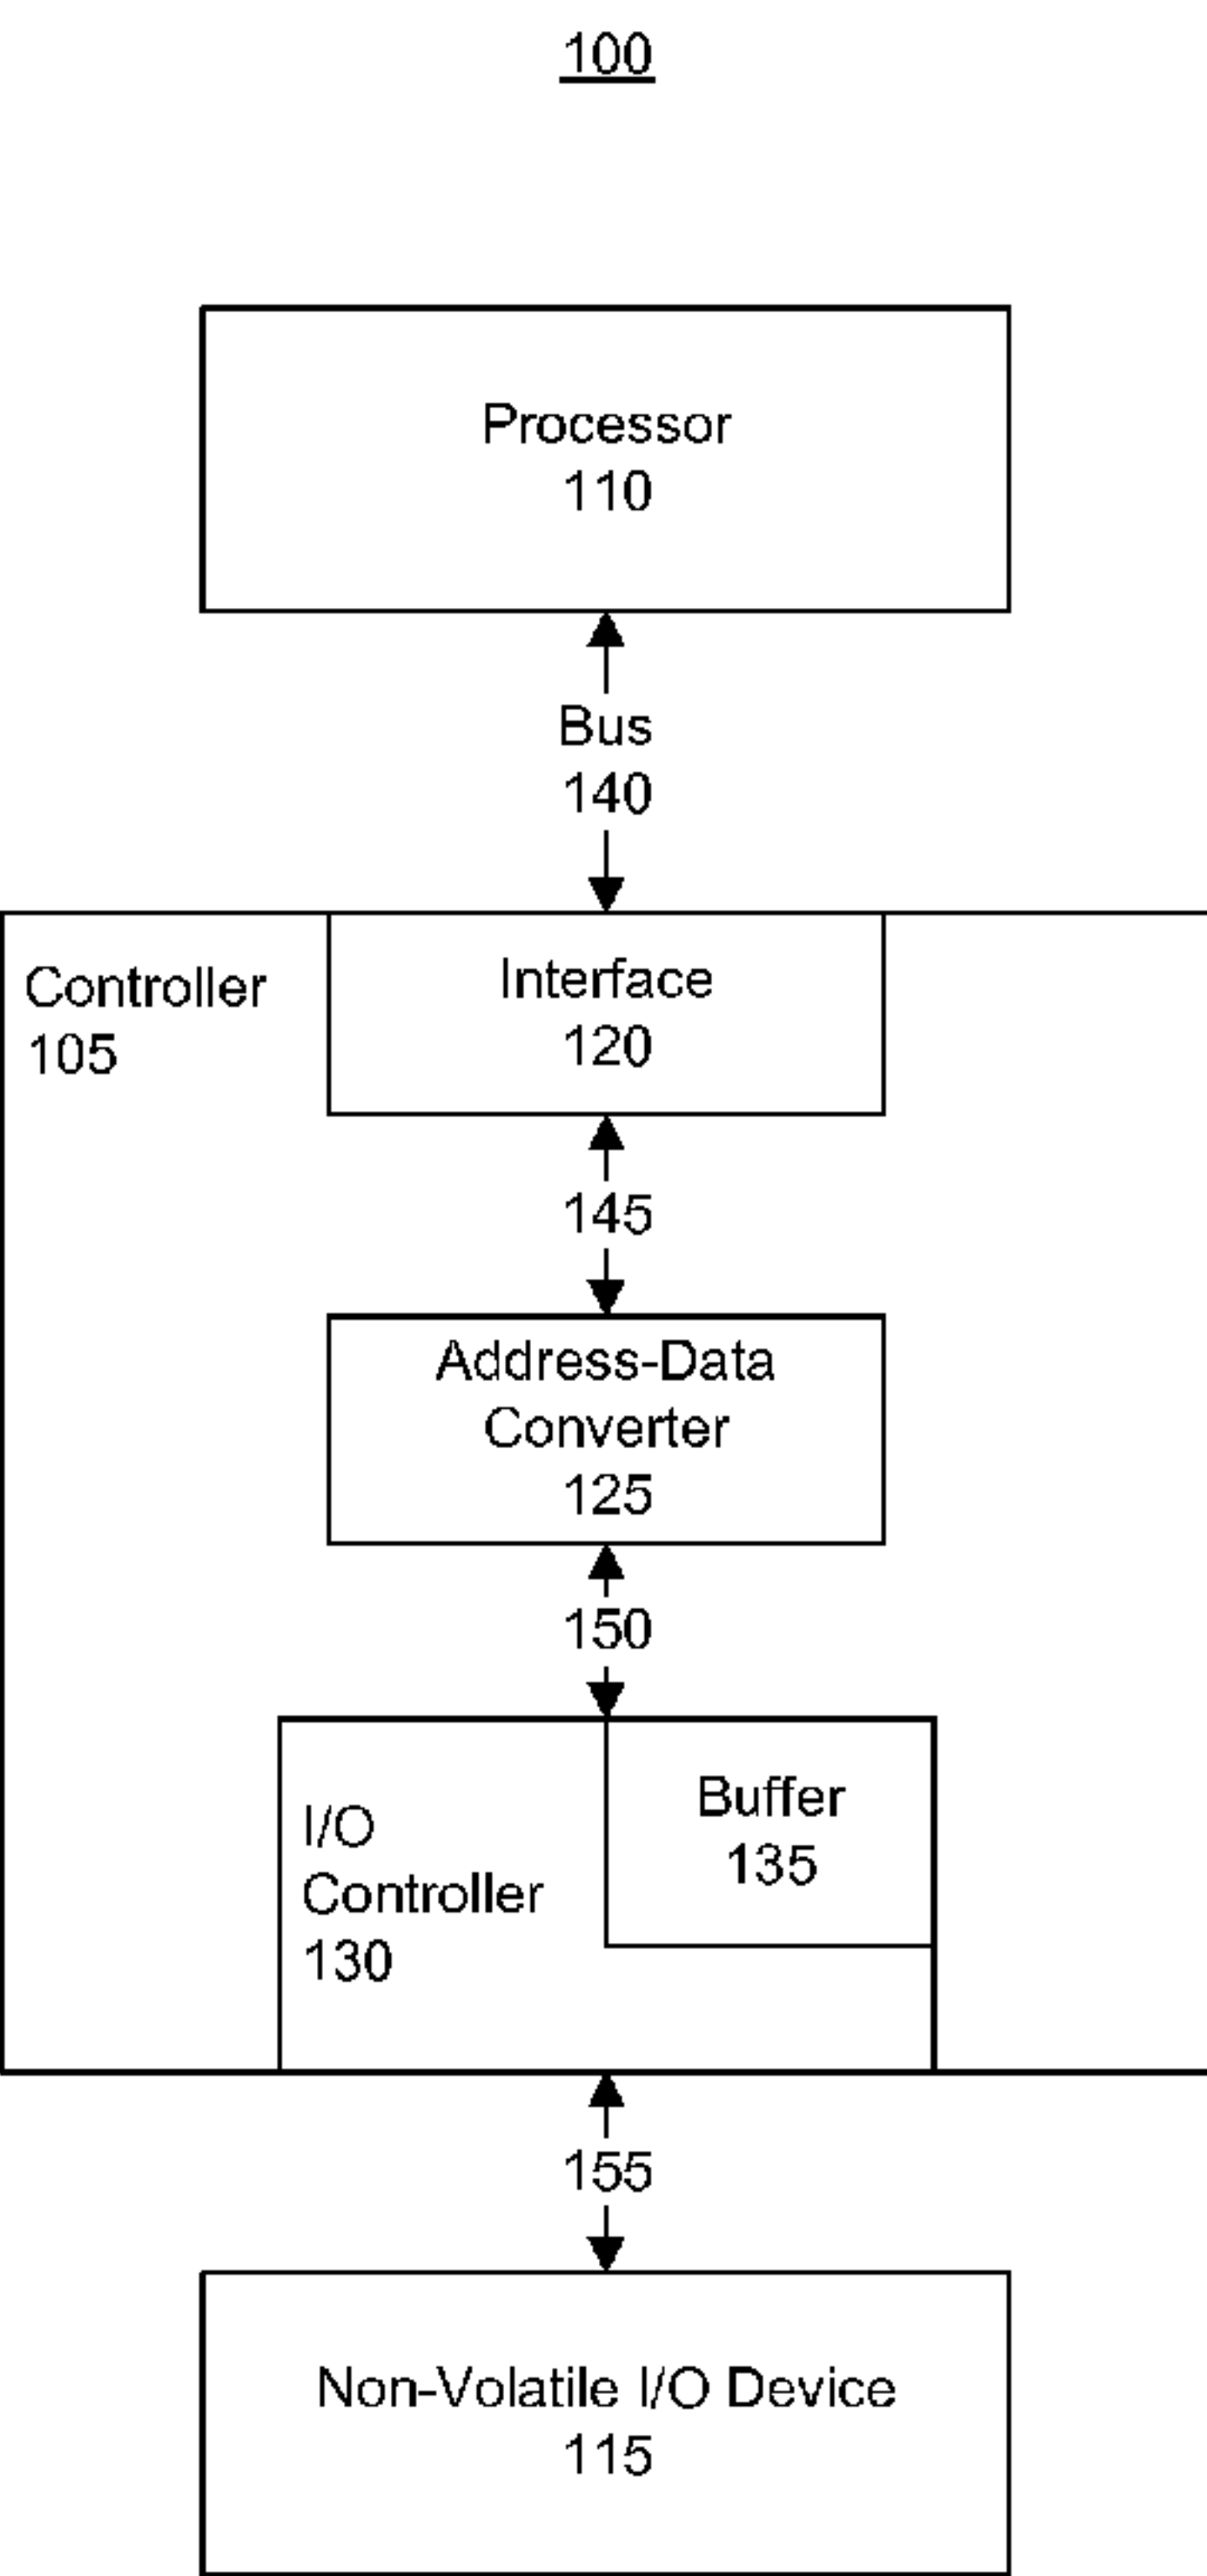 100
Processor
110
Bus
140
Controller
105
Interface
120
145
Address-Data
Converter
125
150
I/O
Controller
130
Buffer
135
155
Non-Volatile I/O Device
115